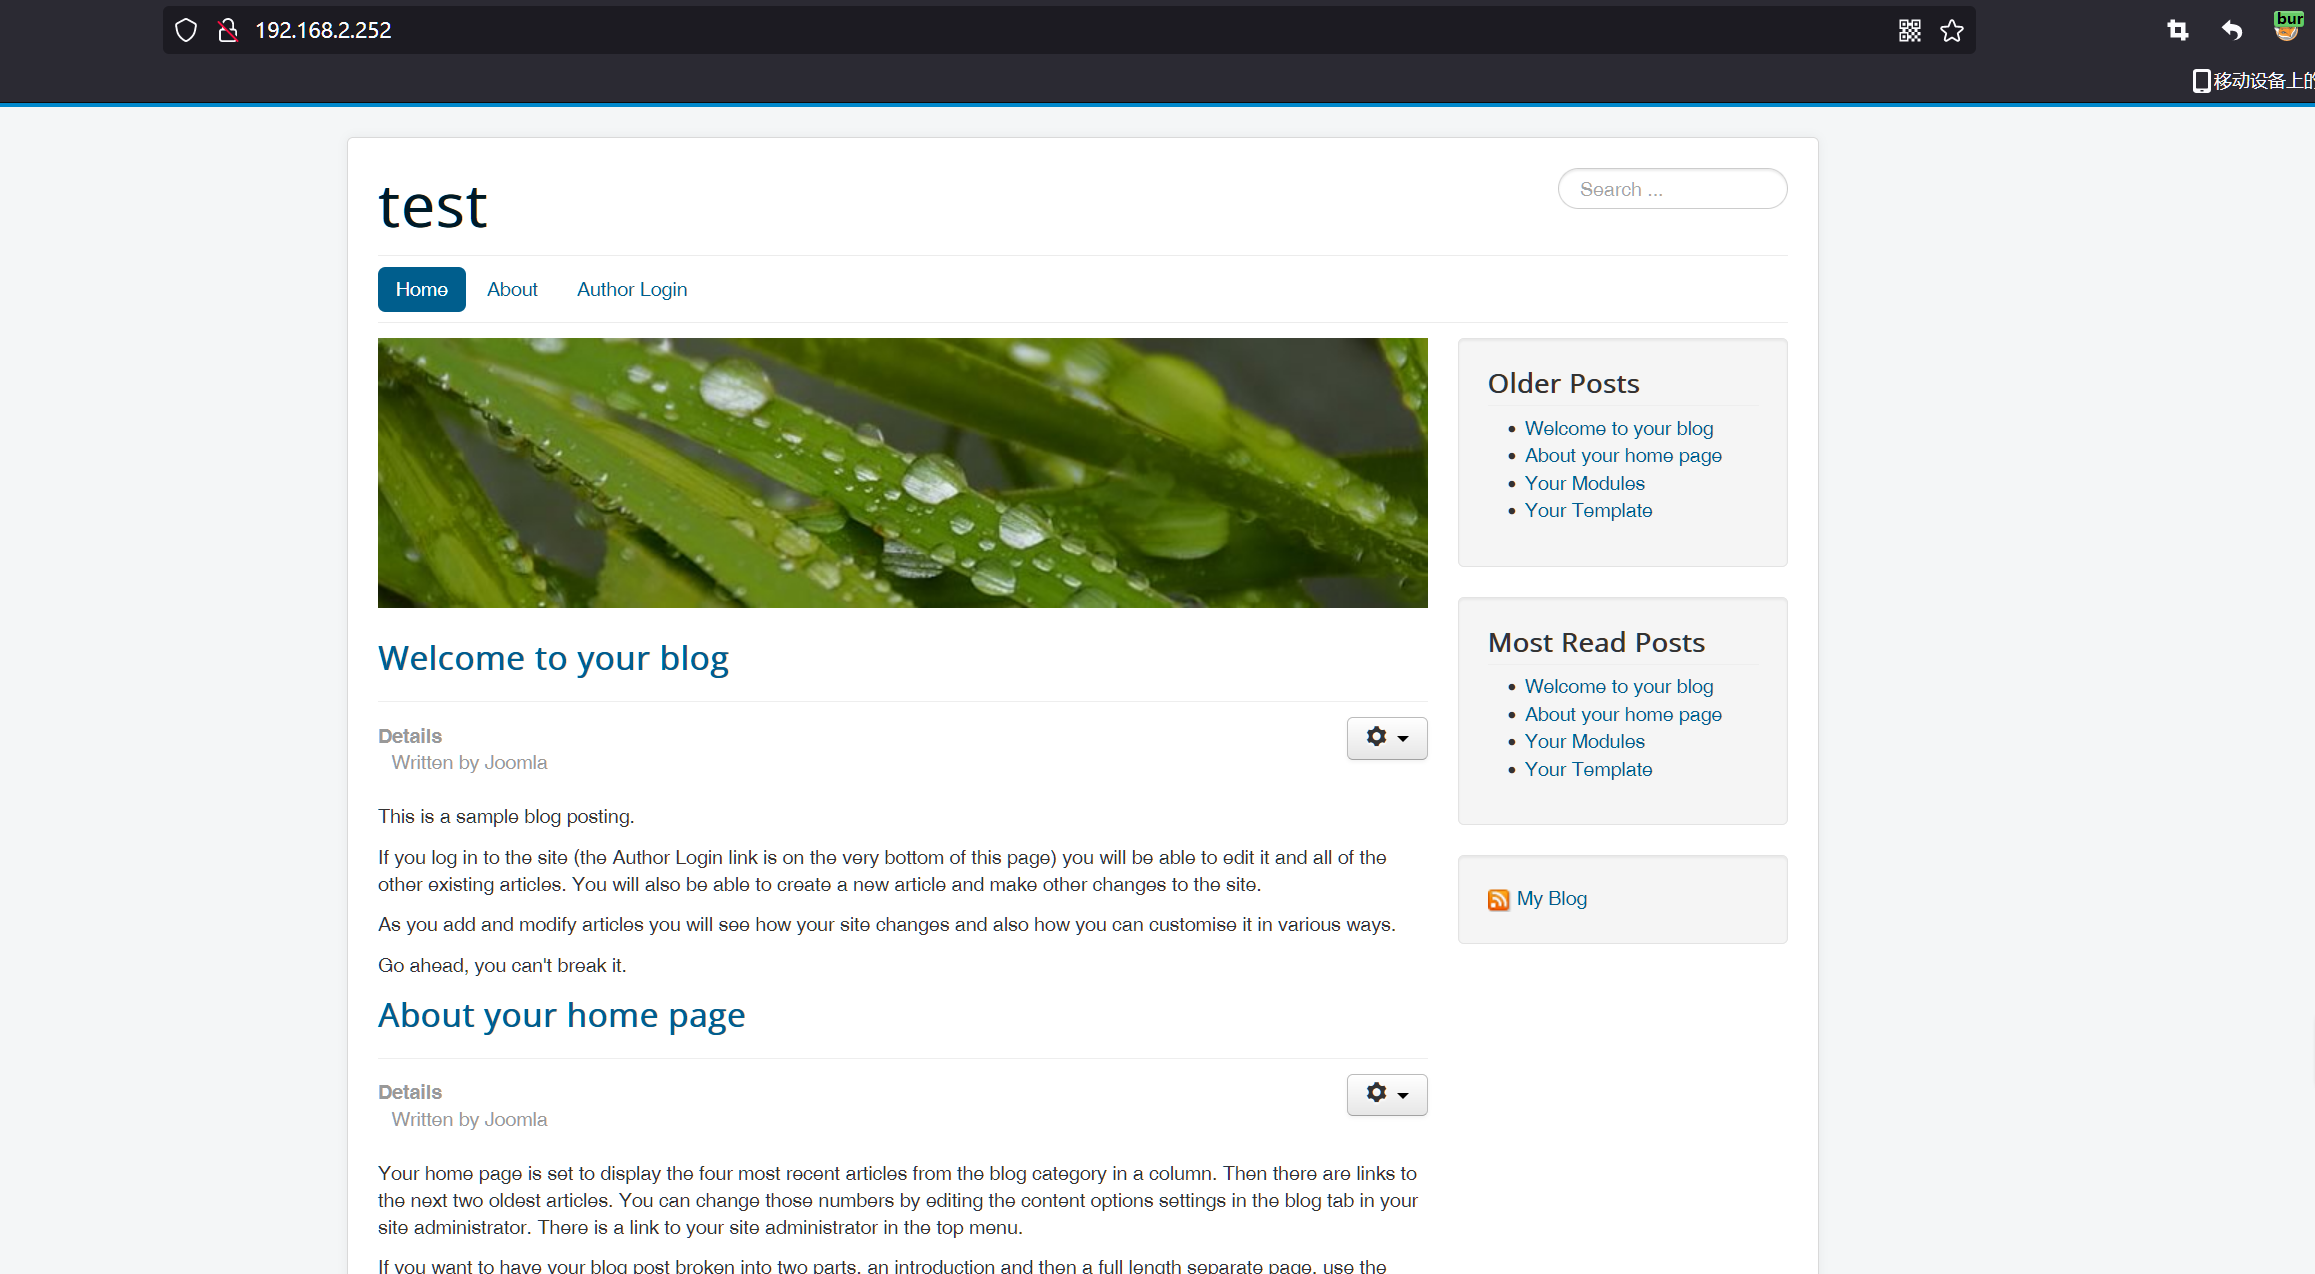 192.168.2.252
bur
移动设备上的
test
Search ...
Home
About
Author Login
Older Posts
Welcome to your blog
About your home page
Your Modules
Your Template
Most Read Posts
Welcome to your blog
About your home page
Your Modules
Your Template
My Blog
Welcome to your blog
Details
Written by Joomla
This is a sample blog posting.
If you log in to the site (the Author Login link is on the very bottom of this page) you will be able to edit it and all of the
other existing articles. You will also be able to create a new article and make other changes to the site.
As you add and modify articles you will see how your site changes and also how you can customise it in various ways.
Go ahead, you can't break it.
About your home page
Details
Written by Joomla
Your home page is set to display the four most recent articles from the blog category in a column. Then there are links to
the next two oldest articles. You can change those numbers by editing the content options settings in the blog tab in your
site administrator. There is a link to your site administrator in the top menu.
If you want to have your blog post broken into two parts, an introduction and then a full length separate page, use the